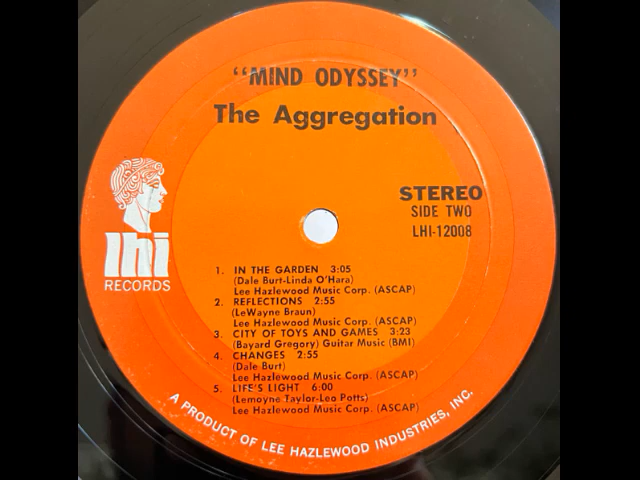 "MIND ODYSSEY"
The Aggregation
STEREO
SIDE TWO
LHI-12008
lhi
RECORDS
1. IN THE GARDEN 3:05
(Dale Burt-Linda O'Hara)
Lee Hazlewood Music Corp. (ASCAP)
2. REFLECTIONS 2:55
(LeWayne Braun)
Lee Hazlewood Music Corp. (ASCAP)
3. CITY OF TOYS AND GAMES 3:23
(Bayard Gregory) Guitar Music (BMI)
4. CHANGES 2:55
(Dale Burt)
Lee Hazlewood Music Corp. (ASCAP)
5. LIFE'S LIGHT 6:00
(Lemoyne Taylor-Leo Potts)
Lee Hazlewood Music Corp. (ASCAP)
A PRODUCT OF LEE HAZLEWOOD INDUSTRIES, INC.